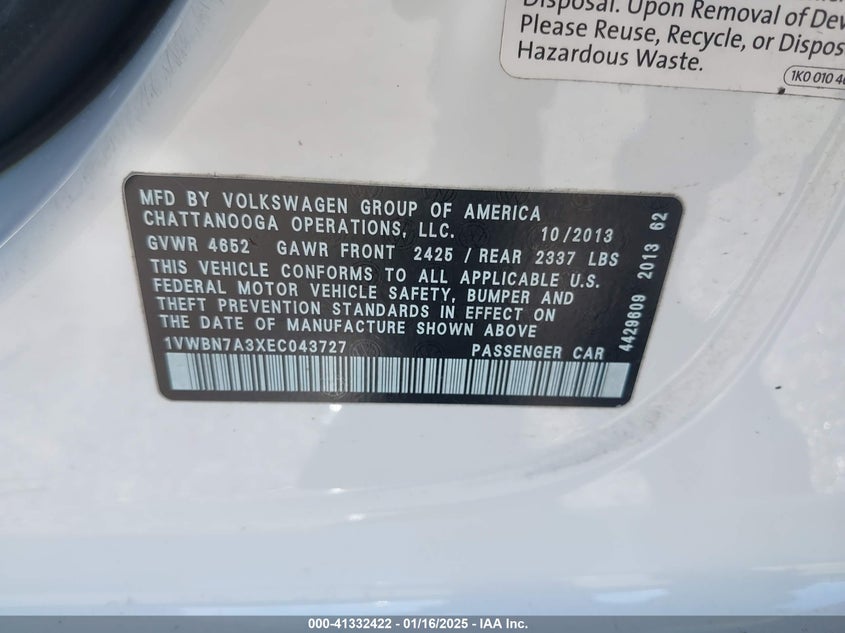 Disposal. Upon Removal of
Please Reuse, Recycle, or
Hazardous Waste.
1K0 010
MFD BY VOLKSWAGEN GROUP OF AMERICA
CHATTANOOGA OPERATIONS, LLC. 10/2013
GVWR 4652 GAWR FRONT 2425 / REAR 2337 LBS
THIS VEHICLE CONFORMS TO ALL APPLICABLE U.S.
FEDERAL MOTOR VEHICLE SAFETY, BUMPER AND
THEFT PREVENTION STANDARDS IN EFFECT ON
THE DATE OF MANUFACTURE SHOWN ABOVE
1VWBN7A3XEC043727 PASSENGER CAR
4429609 2013 62
000-41332422 - 01/16/2025 - IAA Inc.